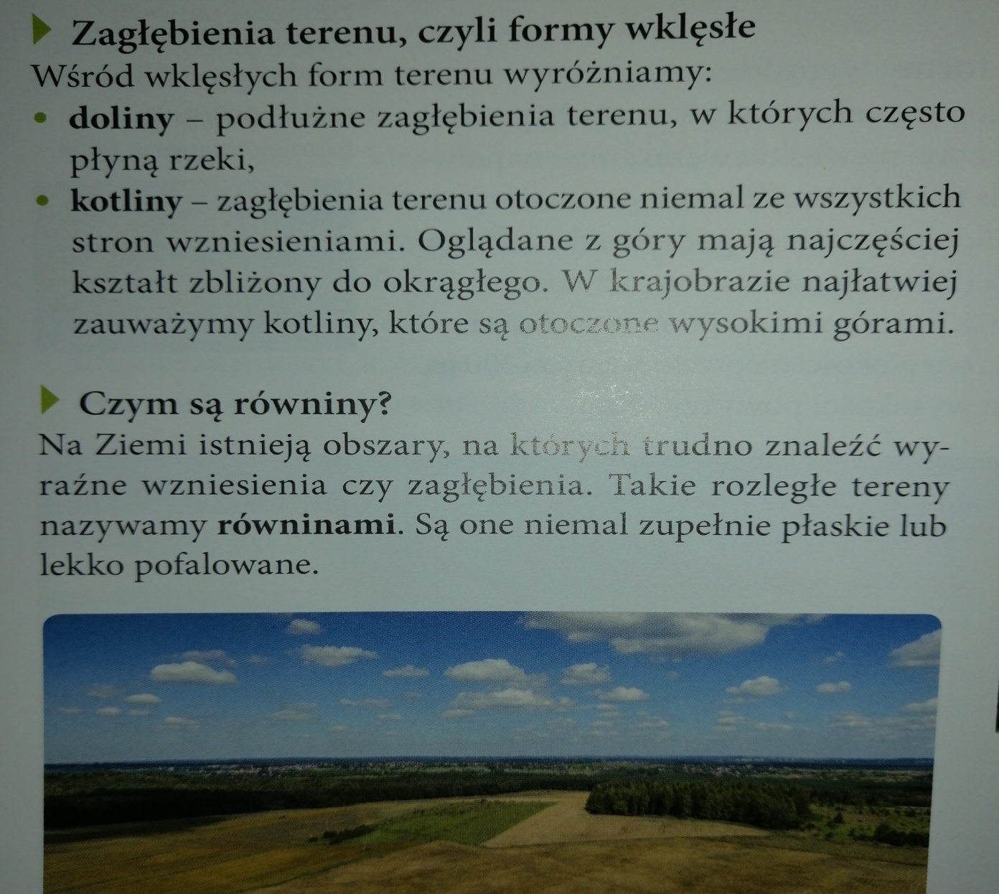 Zagłębienia terenu, czyli formy wklęsłe
Wśród wklęsłych form terenu wyróżniamy:
• doliny – podłużne zagłębienia terenu, w których często
płyną rzeki,
• kotliny – zagłębienia terenu otoczone niemal ze wszystkich
stron wzniesieniami. Oglądane z góry mają najczęściej
kształt zbliżony do okrągłego. W krajobrazie najłatwiej
zauważymy kotliny, które są otoczone wysokimi górami.
Czym są równiny?
Na Ziemi istnieją obszary, na których trudno znaleźć wy-
raźne wzniesienia czy zagłębienia. Takie rozległe tereny
nazywamy równinami. Są one niemal zupełnie płaskie lub
lekko pofalowane.